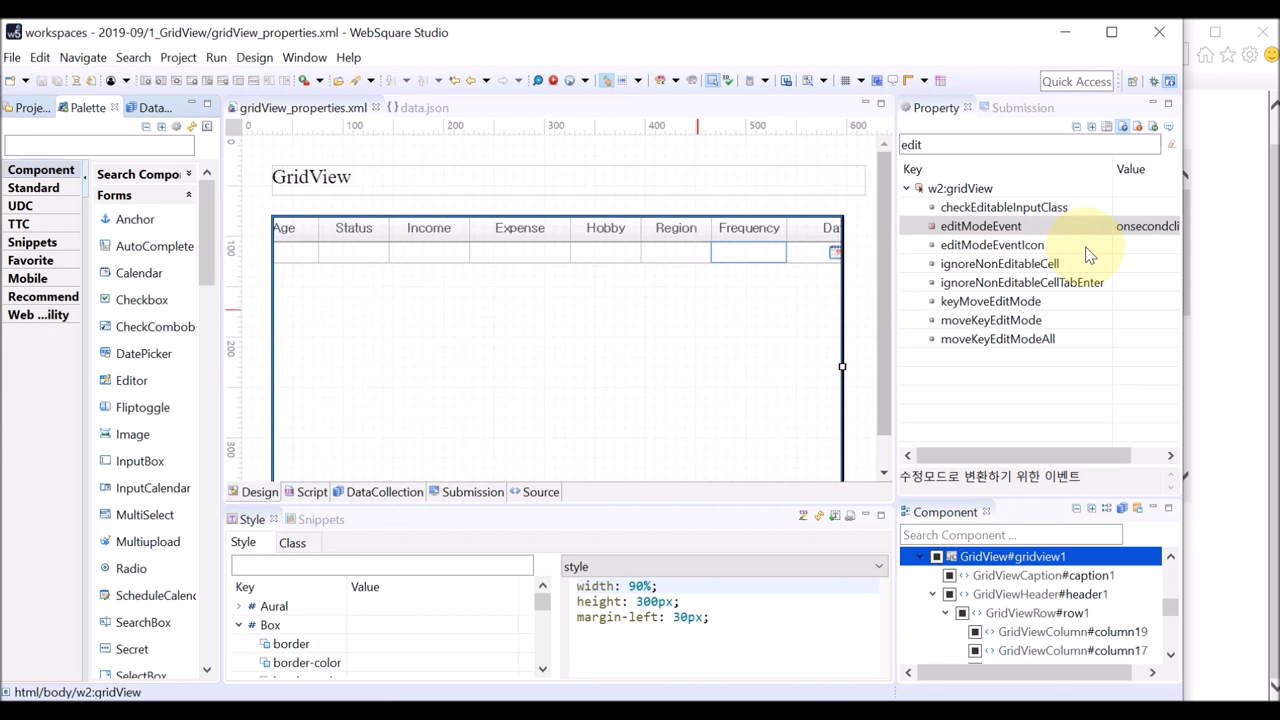 workspaces - 2019-09/1_GridView/gridView_properties.xml - WebSquare Studio
File Edit Navigate Search Project Run Design Window Help
Quick Access
Proje... Palette Data...
Component
Standard
UDC
TTC
Snippets
Favorite
Mobile
Recommend
Web ...ility
Search Compo
Forms
Anchor
AutoComplete
Calendar
Checkbox
CheckCombob
DatePicker
Editor
Fliptoggle
Image
InputBox
InputCalendar
MultiSelect
Multiupload
Radio
ScheduleCalend
SearchBox
Secret
SelectBox
gridView_properties.xml data.json
0 100 200 300 400 500 600
0
100
200
300
GridView
Age Status Income Expense Hobby Region Frequency Da
Design Script DataCollection Submission Source
Style Snippets
Style Class
Key Value
Aural
Box
border
border-color
style
width: 90%;
height: 300px;
margin-left: 30px;
Property Submission
edit
Key Value
w2:gridView
checkEditableInputClass
editModeEvent onsecondcli
editModeEventIcon
ignoreNonEditableCell
ignoreNonEditableCellTabEnter
keyMoveEditMode
moveKeyEditMode
moveKeyEditModeAll
수정모드로 변환하기 위한 이벤트
Component
Search Component ...
GridView#gridview1
GridViewCaption#caption1
GridViewHeader#header1
GridViewRow#row1
GridViewColumn#column19
GridViewColumn#column17
html/body/w2:gridView